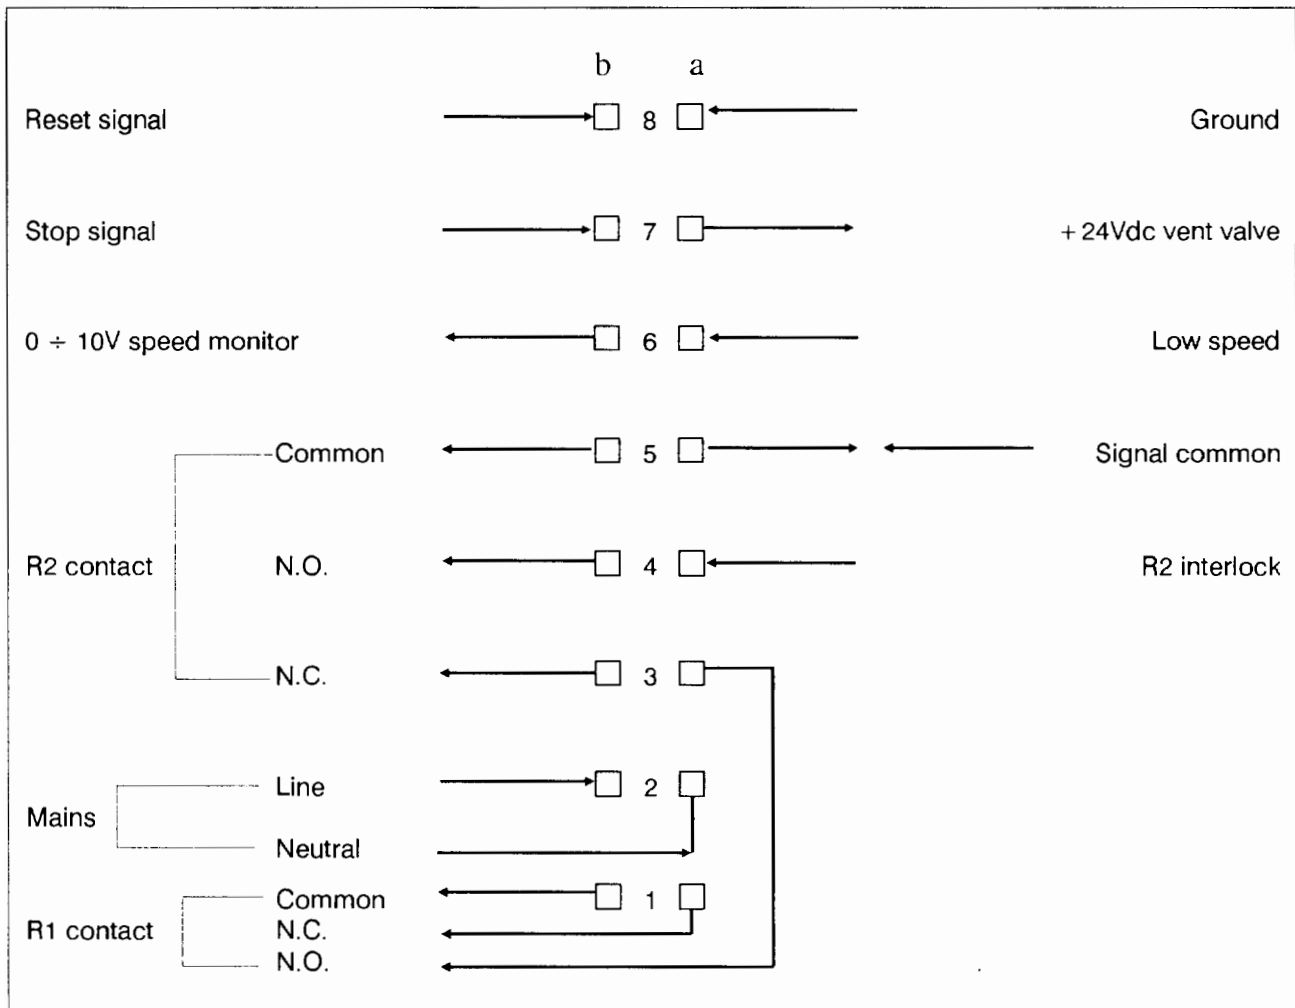 b a
Reset signal 8 Ground
Stop signal 7 + 24Vdc vent valve
0 ÷ 10V speed monitor 6 Low speed
Common 5 Signal common
R2 contact N.O. 4 R2 interlock
N.C. 3
Line 2
Mains
Neutral
Common 1
R1 contact N.C.
N.O.